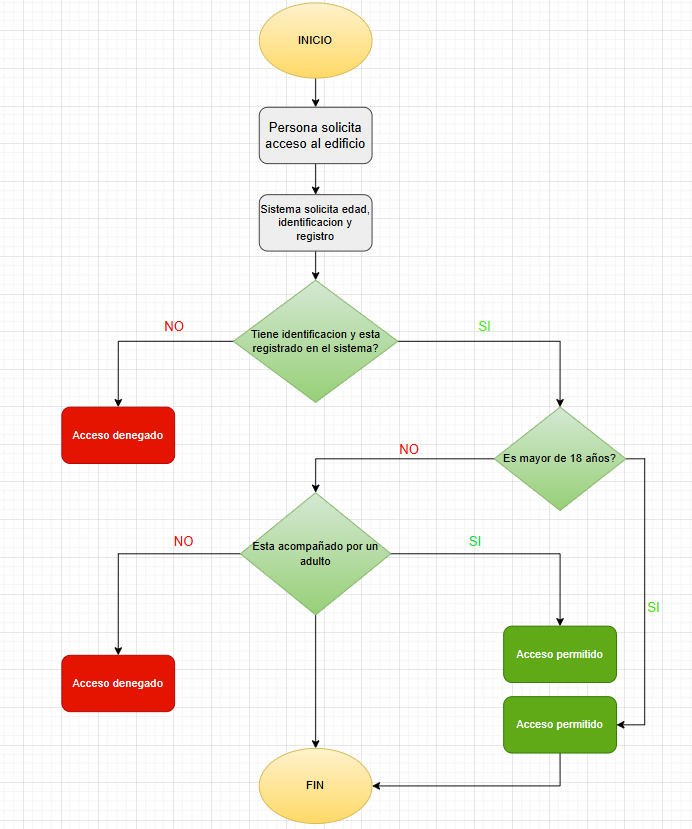 INICIO
Persona solicita
acceso al edificio
Sistema solicita edad,
identificacion y
registro
Tiene identificacion y esta
registrado en el sistema?
NO
SI
Acceso denegado
Es mayor de 18 años?
NO
SI
Esta acompañado por un
adulto
NO
SI
Acceso denegado
Acceso permitido
Acceso permitido
FIN